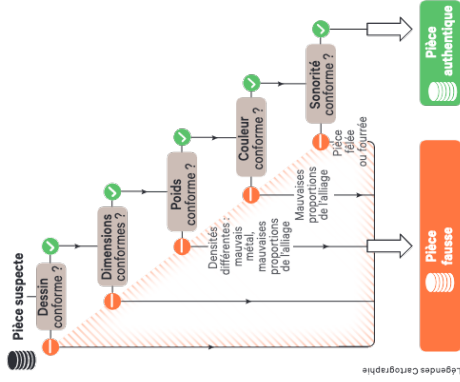 Pièce suspecte
Dessin
conforme ?
Dimensions
conformes ?
Poids
conforme ?
Densités
différentes :
mauvais
métal,
mauvaises
proportions
de l'alliage
Couleur
conforme ?
Mauvaises
proportions
de l'alliage
Sonorité
conforme ?
Pièce
fêlée
ou fourrée
Pièce
fausse
Pièce
authentique
Légendes Cartographie